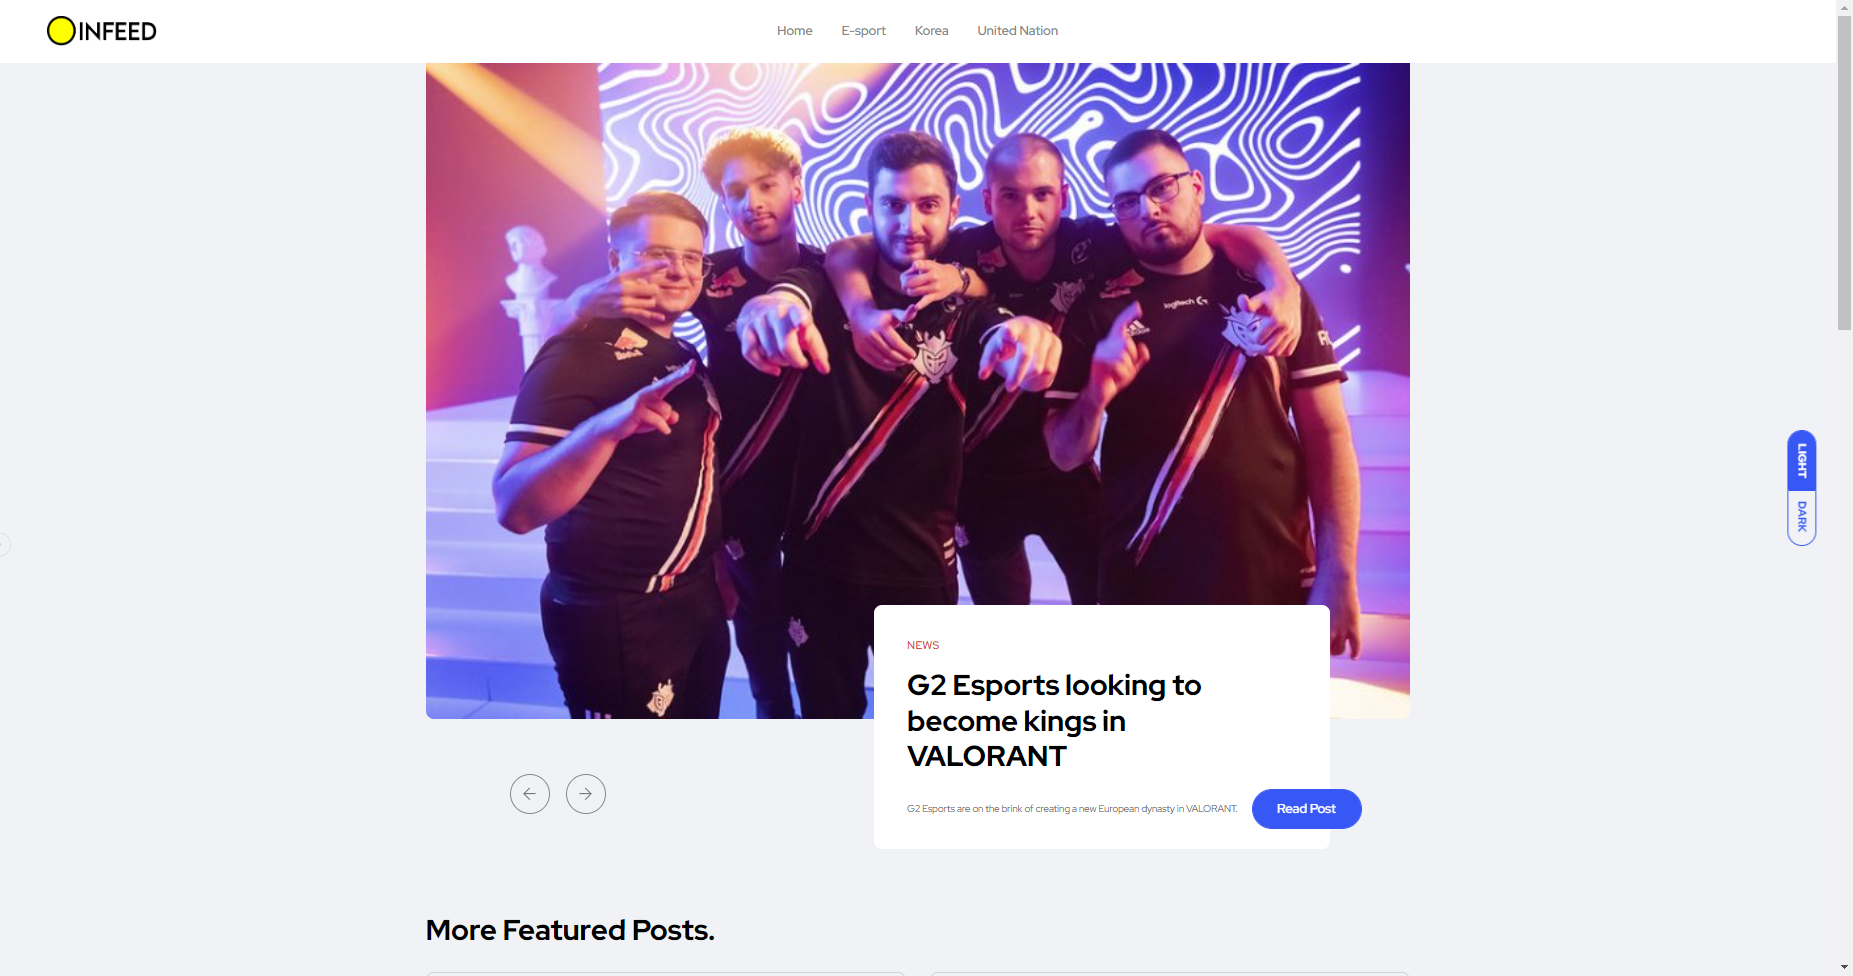 INFEED
Home
E-sport
Korea
United Nation
logitech G
LIGHT
DARK
NEWS
G2 Esports looking to
become kings in
VALORANT
G2 Esports are on the brink of creating a new European dynasty in VALORANT.
Read Post
More Featured Posts.